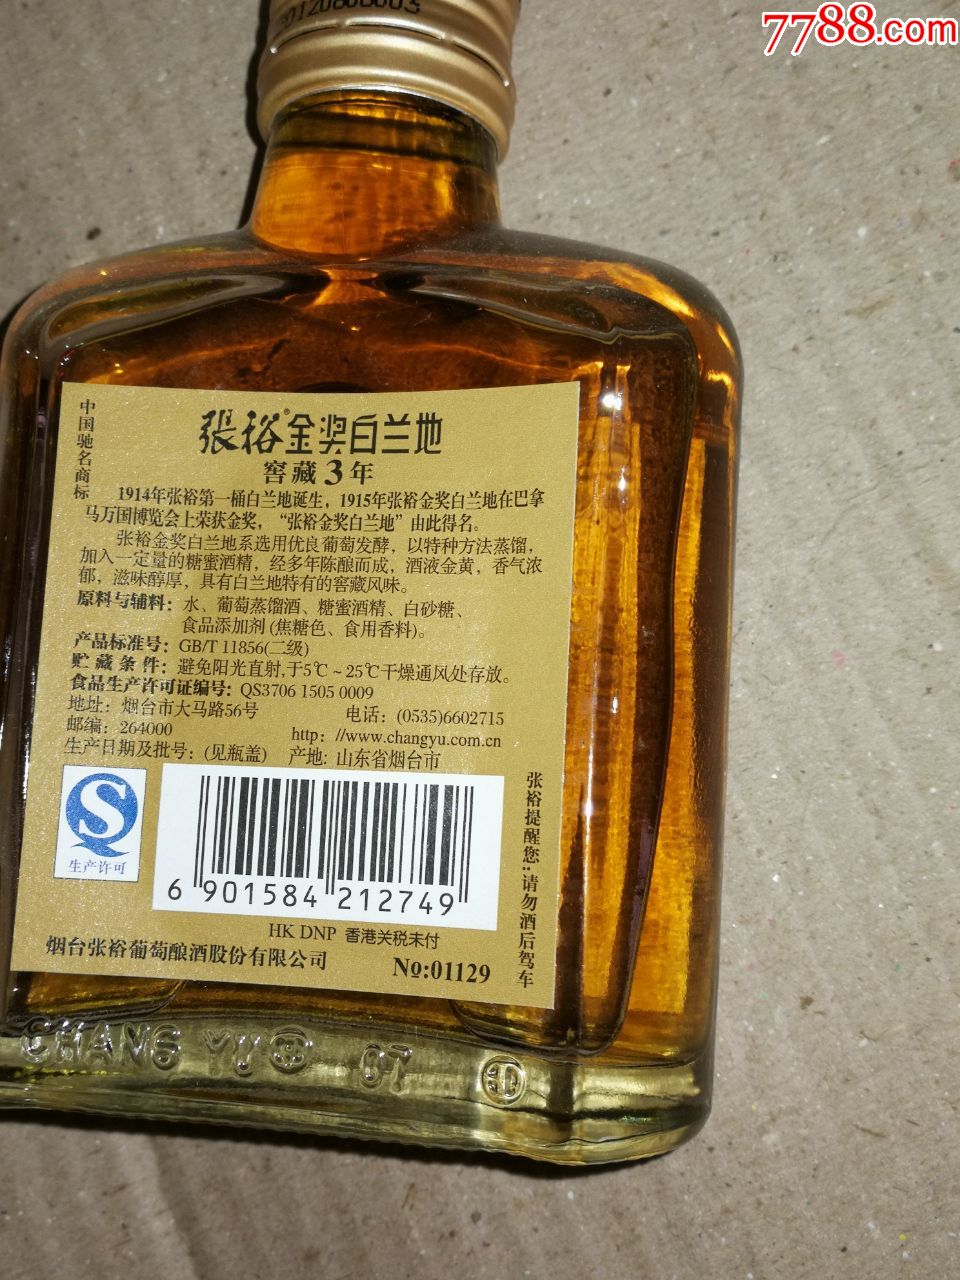 7788.com
中国驰名商标
张裕®金奖白兰地
窖藏3年
1914年张裕第一桶白兰地诞生，1915年张裕金奖白兰地在巴拿
马万国博览会上荣获金奖，“张裕金奖白兰地”由此得名。
张裕金奖白兰地系选用优良葡萄发酵，以特种方法蒸馏，
加入一定量的糖蜜酒精，经多年陈酿而成，酒液金黄，香气浓
郁，滋味醇厚，具有白兰地特有的窖藏风味。
原料与辅料：水、葡萄蒸馏酒、糖蜜酒精、白砂糖、
食品添加剂(焦糖色、食用香料)。
产品标准号：GB/T 11856(二级)
贮藏条件：避免阳光直射,于5℃~25℃干燥通风处存放。
食品生产许可证编号：QS3706 1505 0009
地址：烟台市大马路56号 电话：(0535)6602715
邮编：264000 http：//www.changyu.com.cn
生产日期及批号：(见瓶盖) 产地：山东省烟台市
生产许可
6 901584 212749
HK DNP 香港关税未付
烟台张裕葡萄酿酒股份有限公司 No:01129
张裕提醒您：请勿酒后驾车
CHANG YU 07